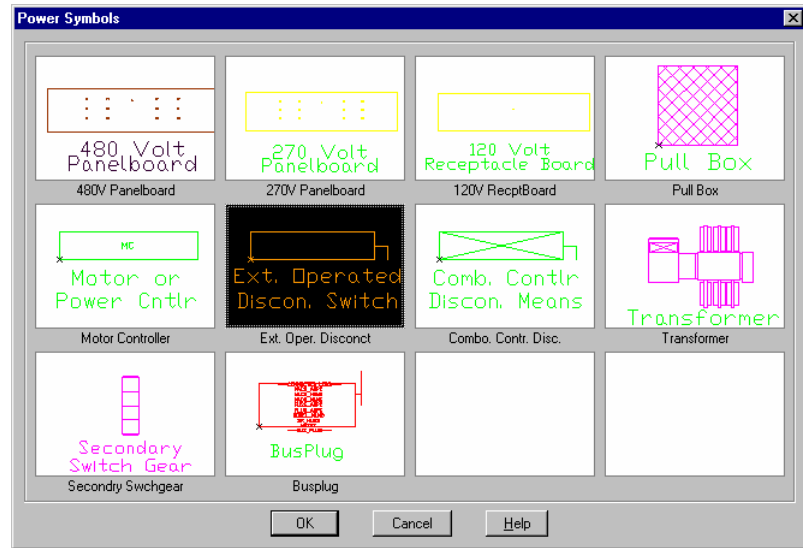 Power Symbols
480 Volt
Panelboard
480V Panelboard
270 Volt
Panelboard
270V Panelboard
120 Volt
Receptacle Board
120V RecptBoard
Pull Box
Pull Box
MC
Motor or
Power Cntlr
Motor Controller
Ext. Operated
Discon. Switch
Ext. Oper. Disconct
Comb. Contlr
Discon. Means
Combo. Contr. Disc.
Transformer
Transformer
Secondary
Switch Gear
Secondry Swchgear
BusPlug
Busplug
OK
Cancel
Help